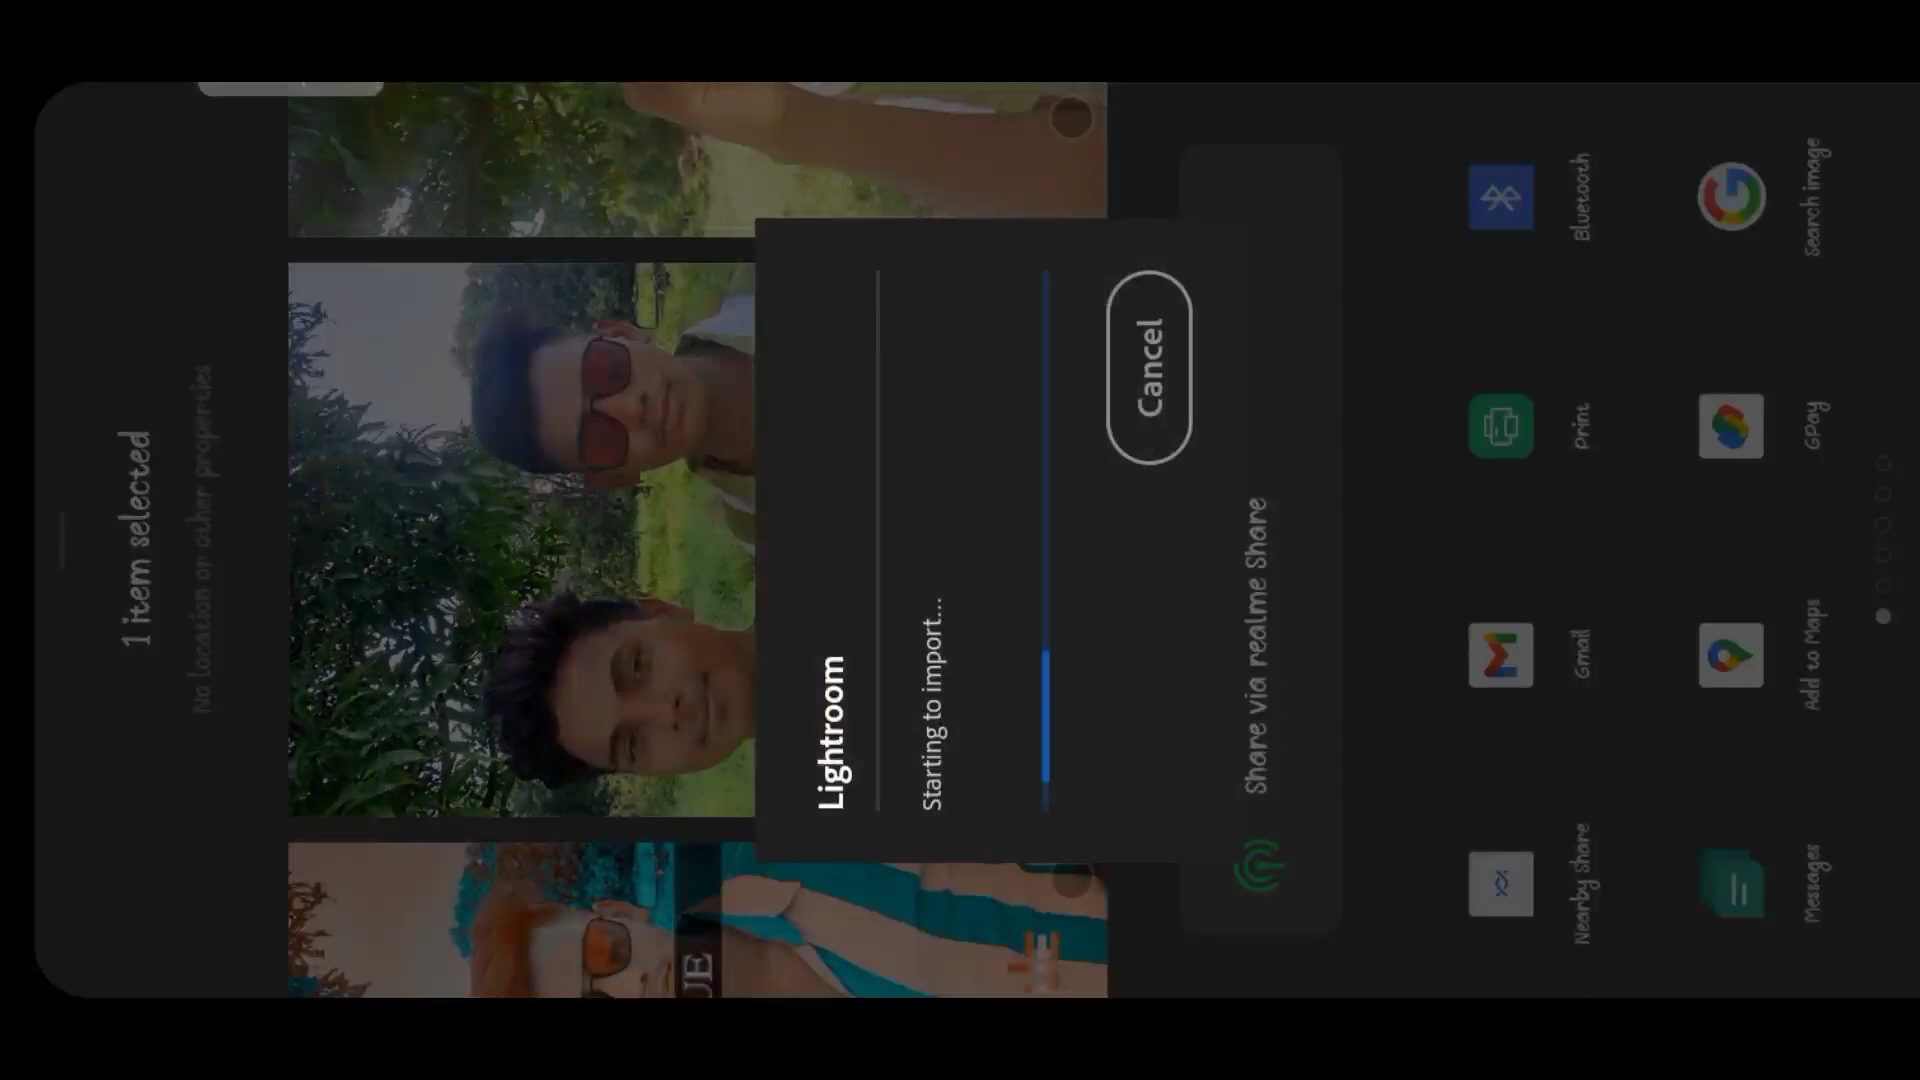 1 item selected
No location or other properties
UE
Lightroom
Starting to import...
Cancel
Share via realme Share
Nearby Share
Gmail
Print
Bluetooth
Messages
Add to Maps
GPay
Search image